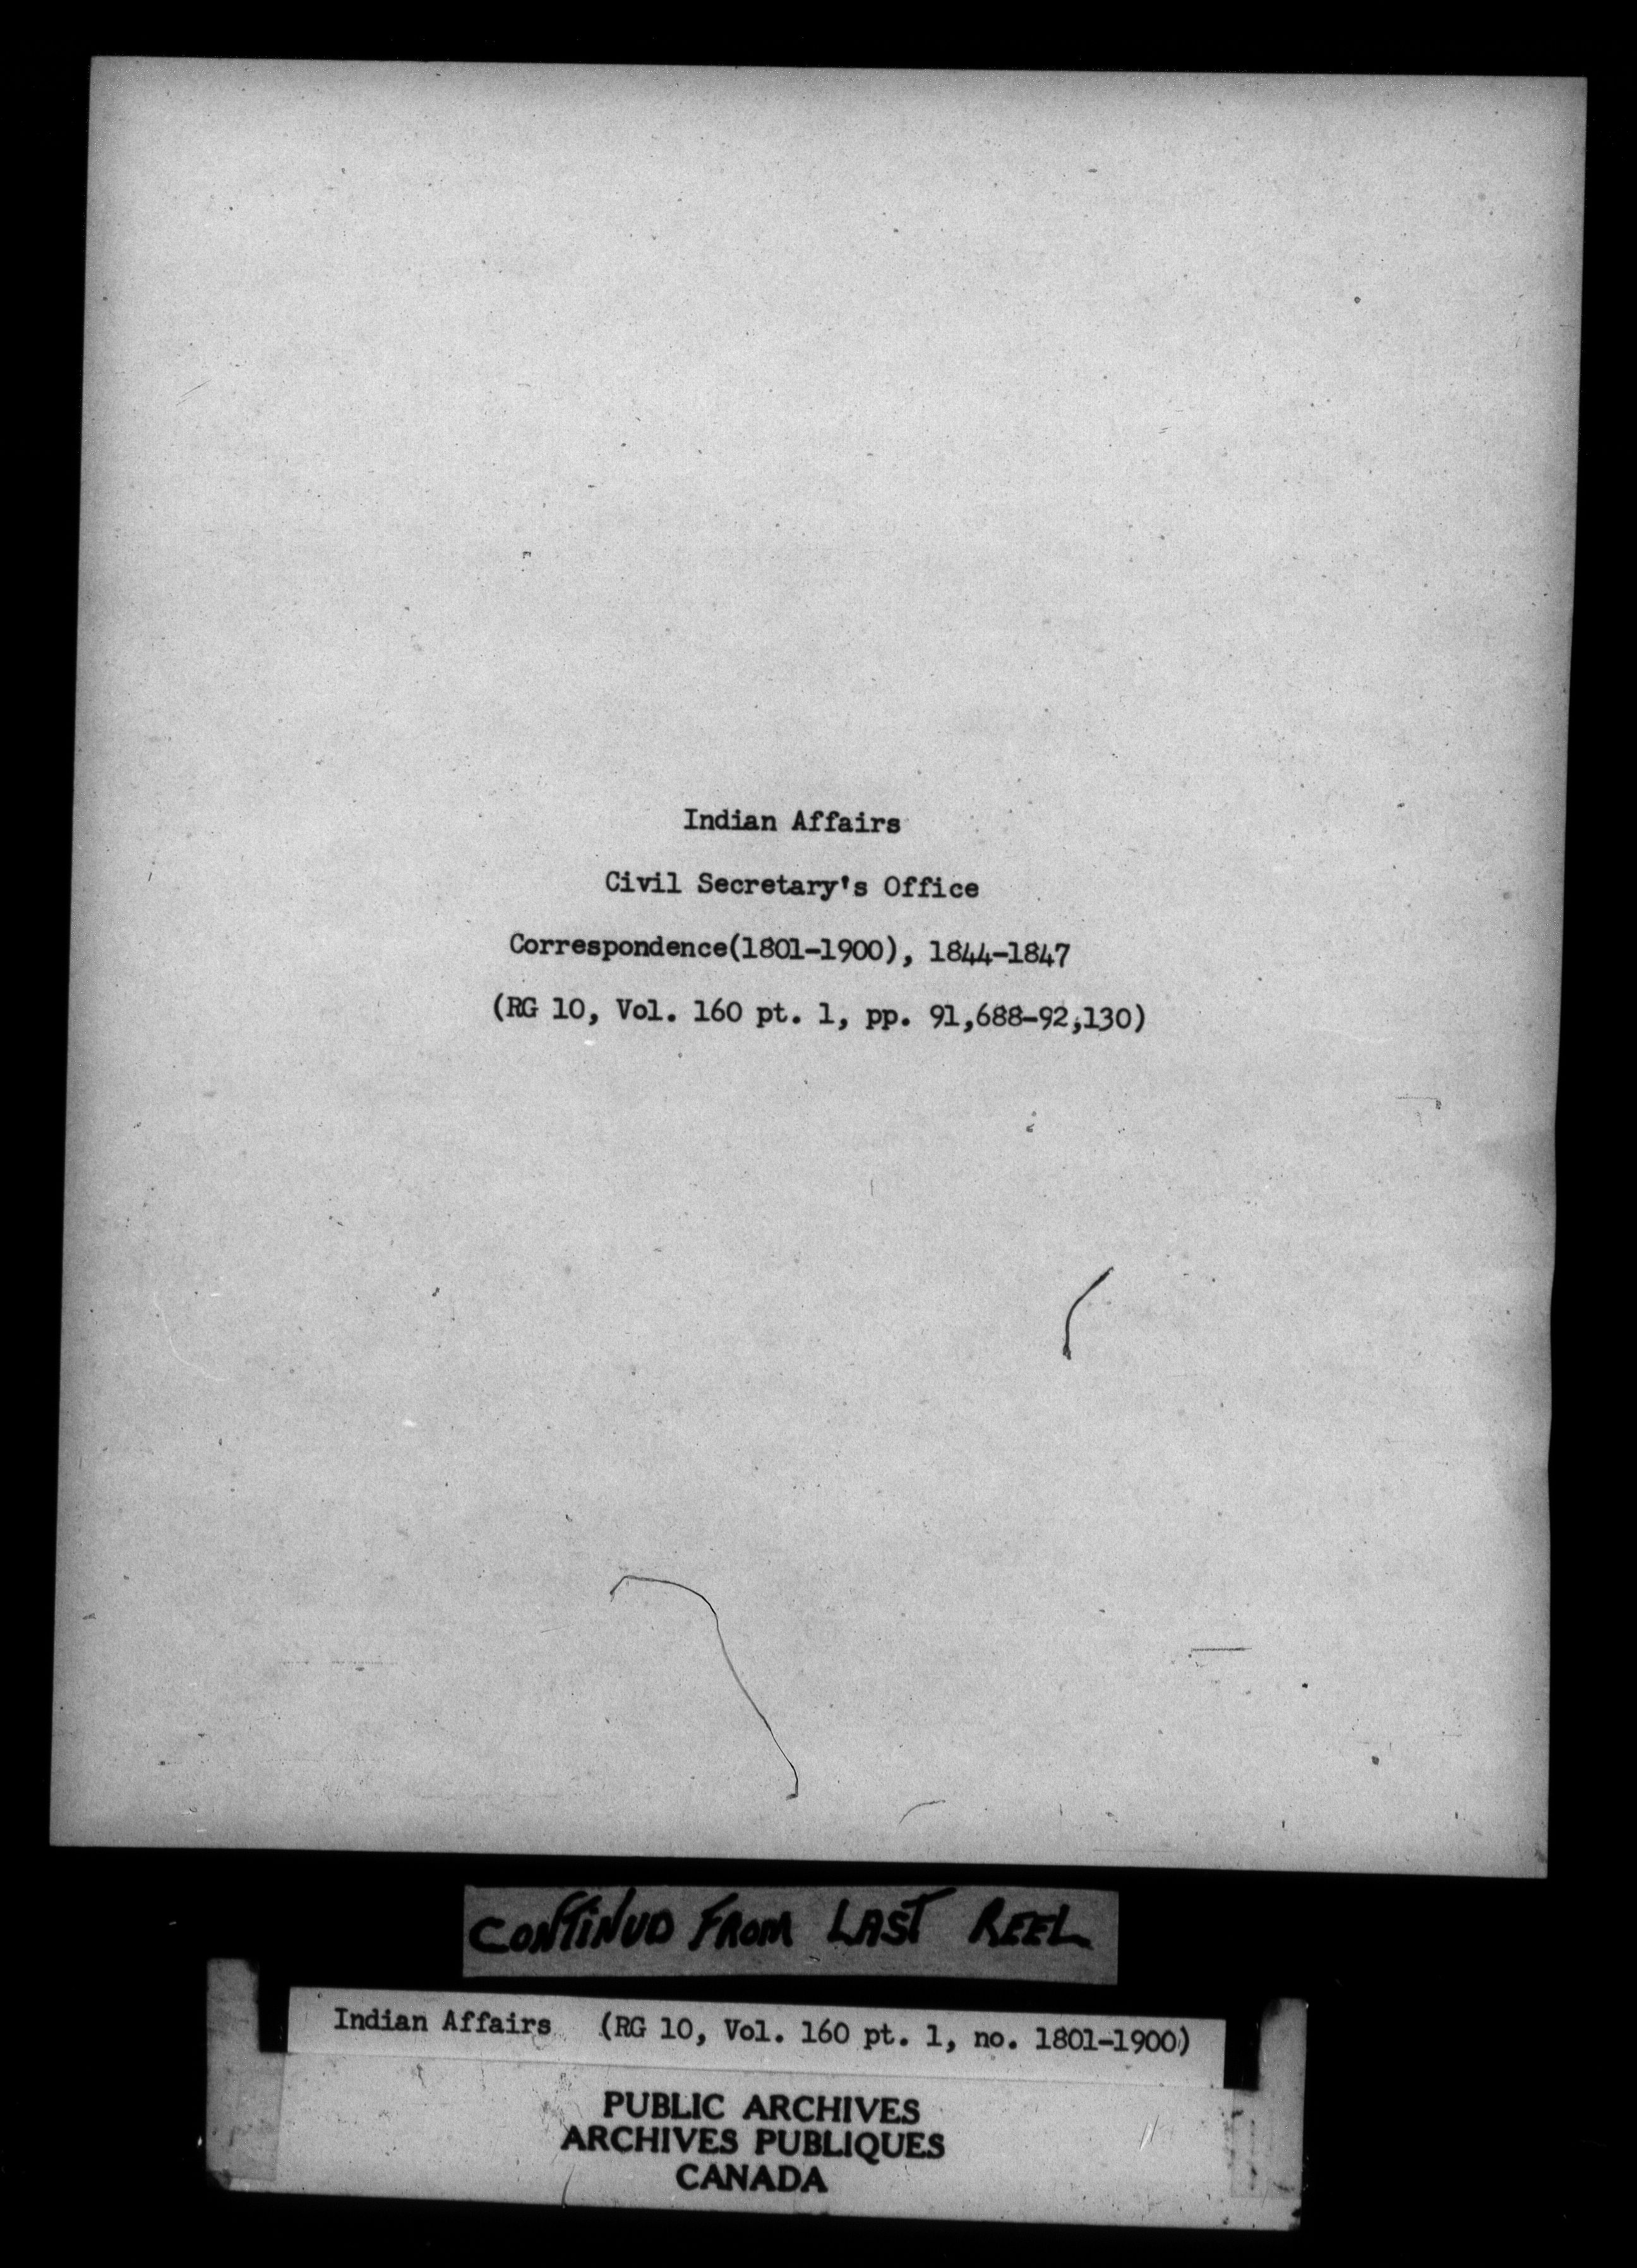 Indian Affairs
Civil Secretary's Office
Correspondence(1801-1900), 1844-1847
(RG 10, Vol. 160 pt. 1, pp. 91,688-92,130)
CONTINUD FROM LAST REEL
Indian Affairs (RG 10, Vol. 160 pt. 1, no. 1801-1900)
PUBLIC ARCHIVES
ARCHIVES PUBLIQUES
CANADA